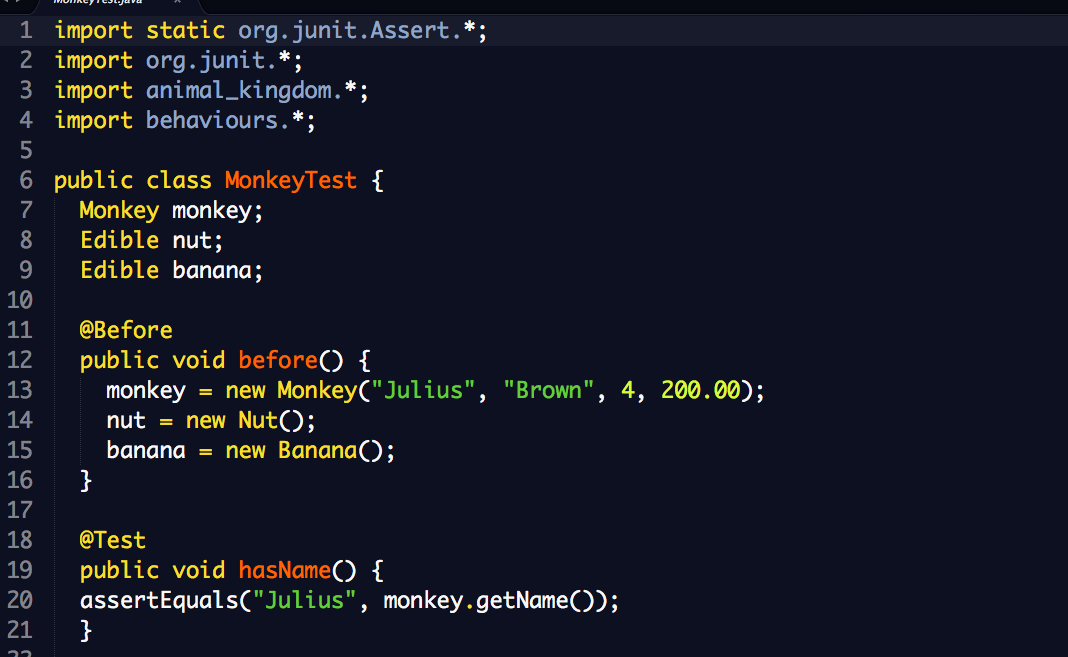 MonkeyTest.java
1 import static org.junit.Assert.*;
2 import org.junit.*;
3 import animal_kingdom.*;
4 import behaviours.*;
5
6 public class MonkeyTest {
7   Monkey monkey;
8   Edible nut;
9   Edible banana;
10
11   @Before
12   public void before() {
13     monkey = new Monkey("Julius", "Brown", 4, 200.00);
14     nut = new Nut();
15     banana = new Banana();
16   }
17
18   @Test
19   public void hasName() {
20   assertEquals("Julius", monkey.getName());
21   }
22